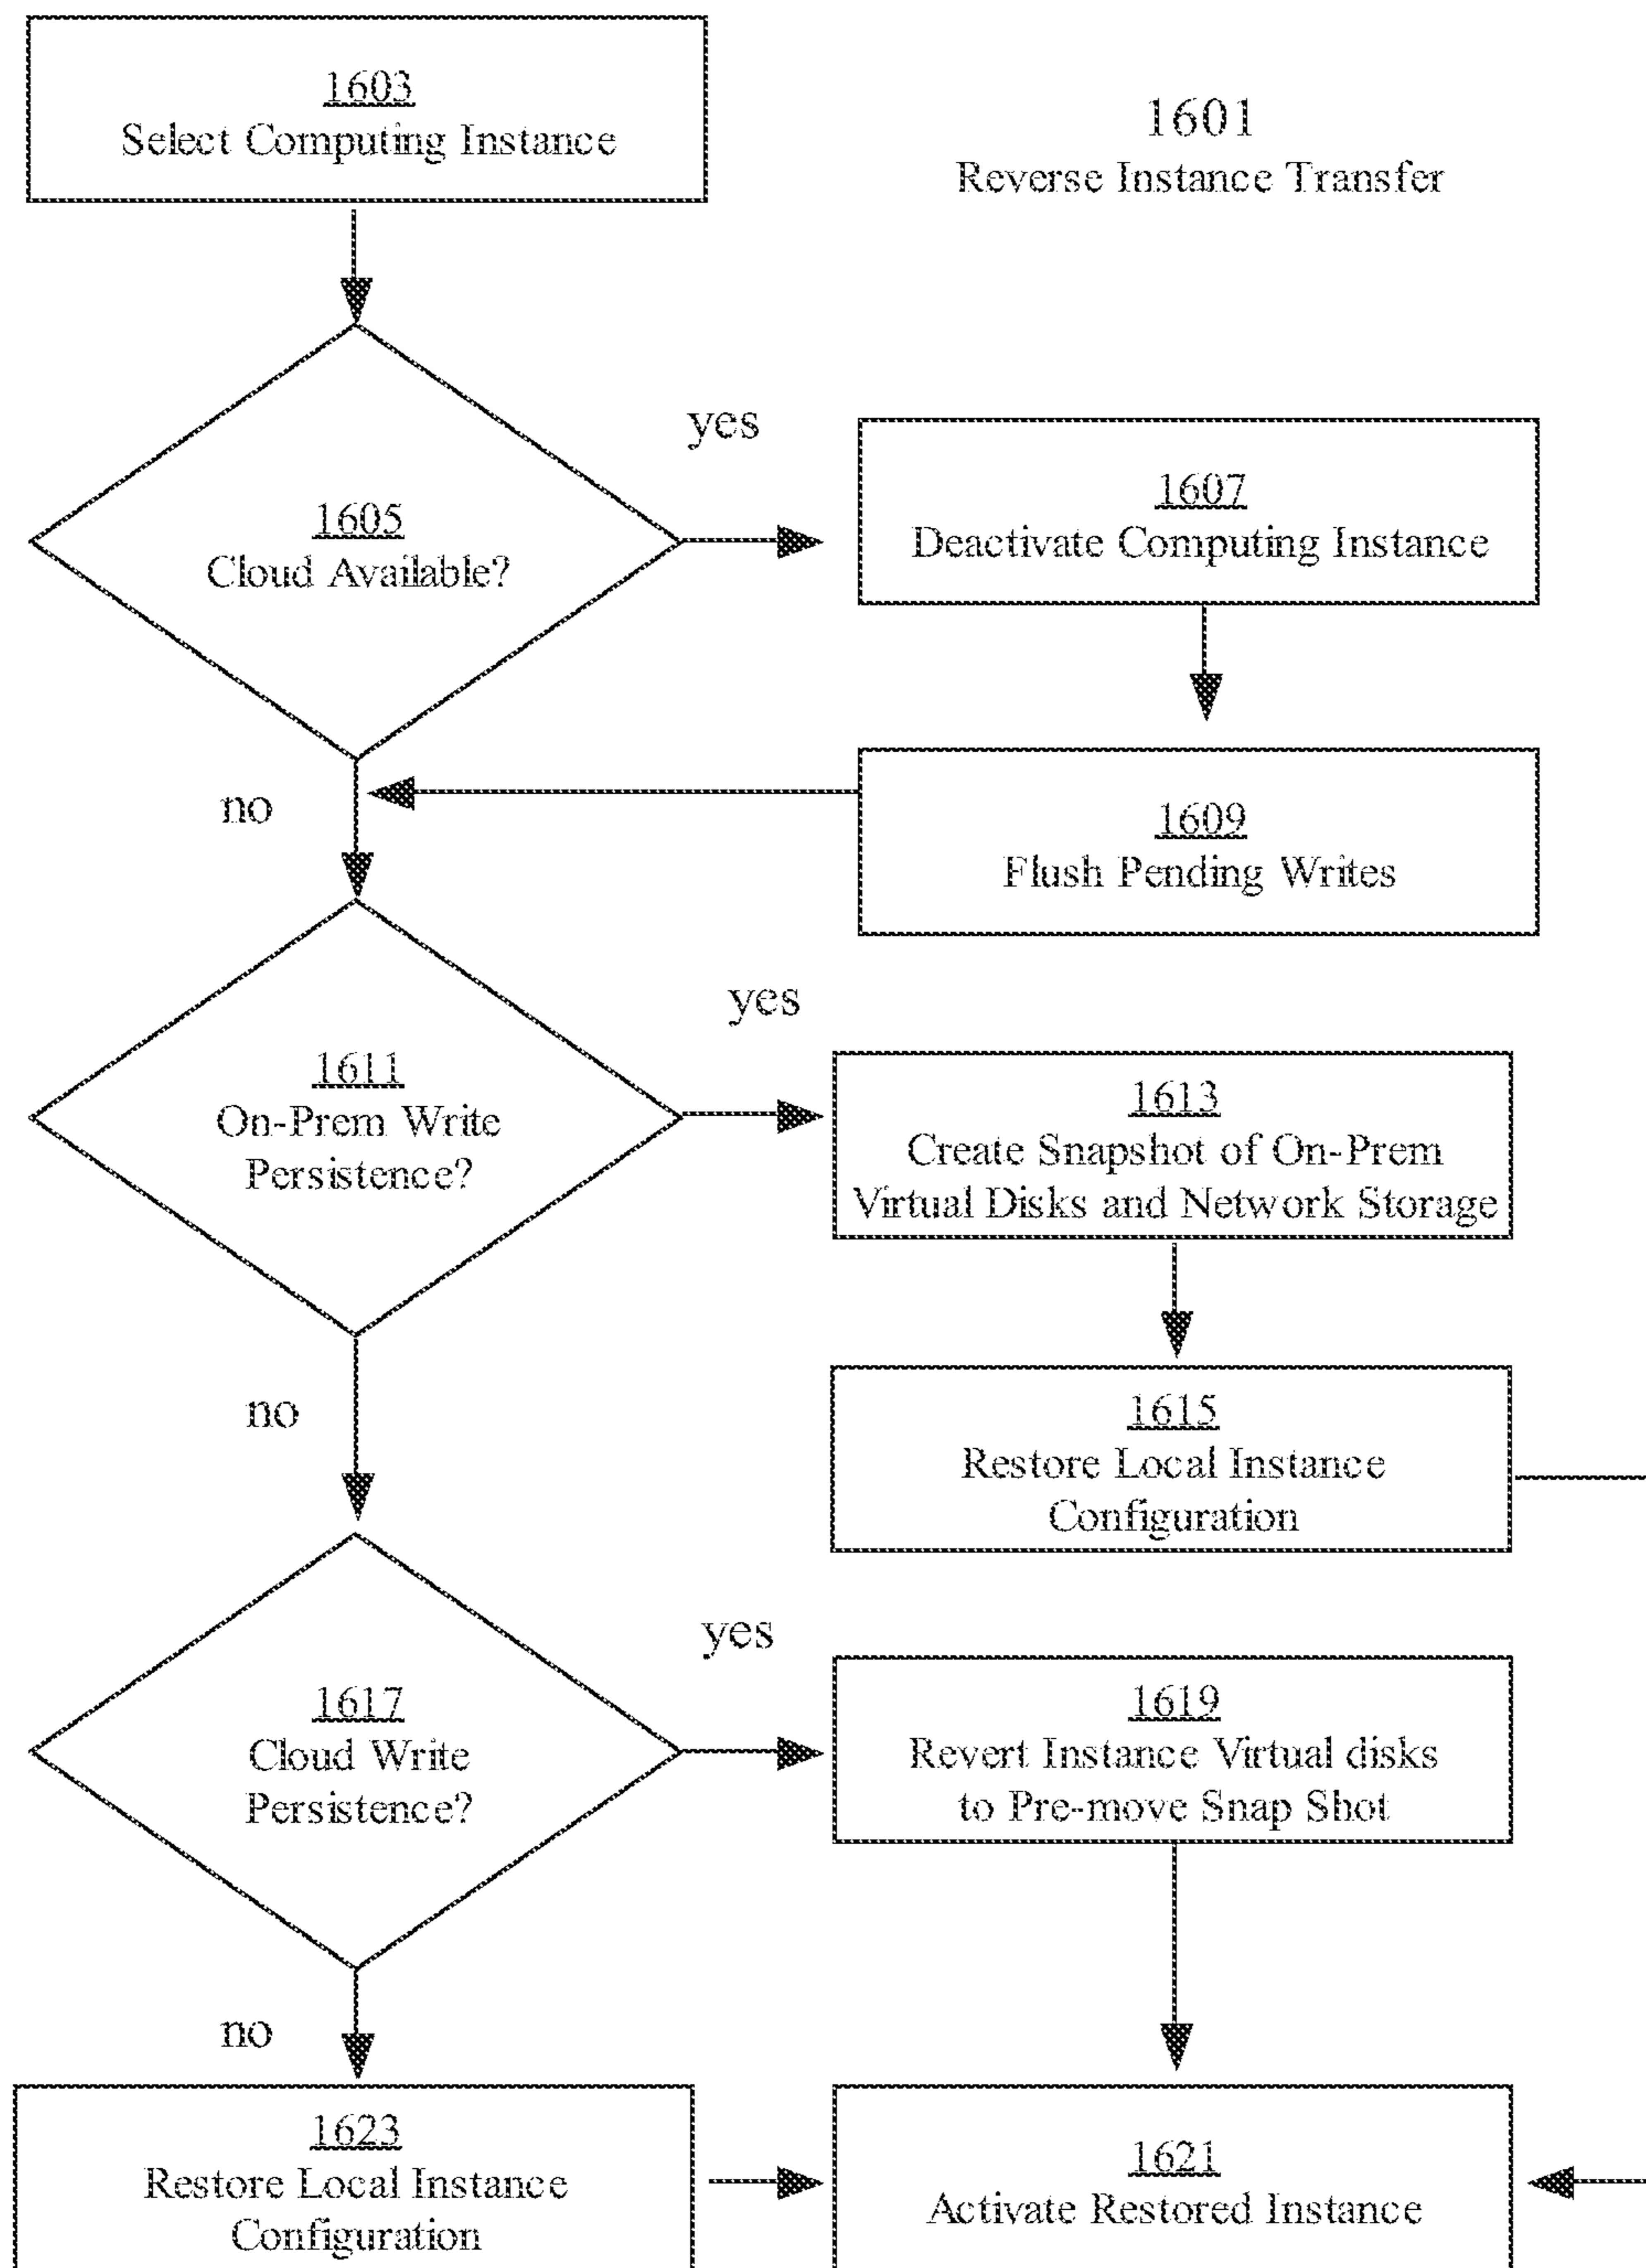 1603
Select Computing Instance
1601
Reverse Instance Transfer
yes
1605
Cloud Available?
1607
Deactivate Computing Instance
no
1609
Flush Pending Writes
yes
1611
On-Prem Write
Persistence?
1613
Create Snapshot of On-Prem
Virtual Disks and Network Storage
no
1615
Restore Local Instance
Configuration
yes
1617
Cloud Write
Persistence?
1619
Revert Instance Virtual disks
to Pre-move Snap Shot
no
1623
Restore Local Instance
Configuration
1621
Activate Restored Instance